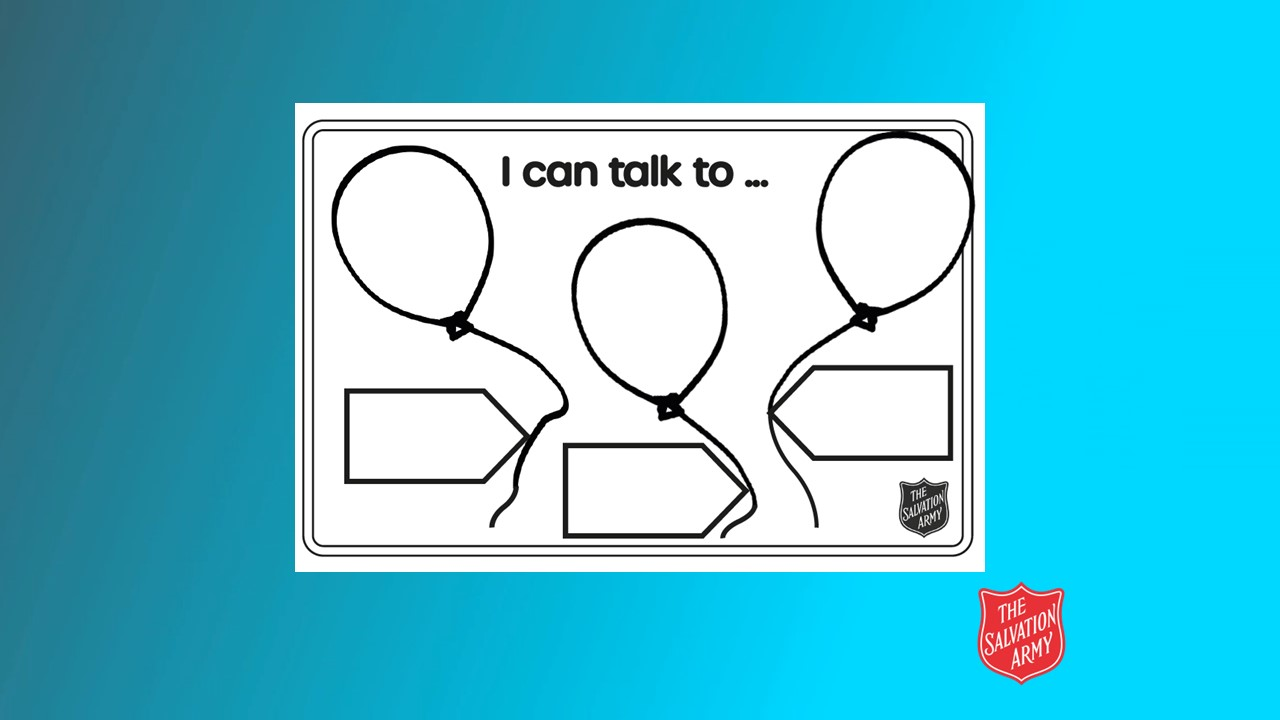 I can talk to ...
THE
SALVATION
ARMY
THE
SALVATION
ARMY